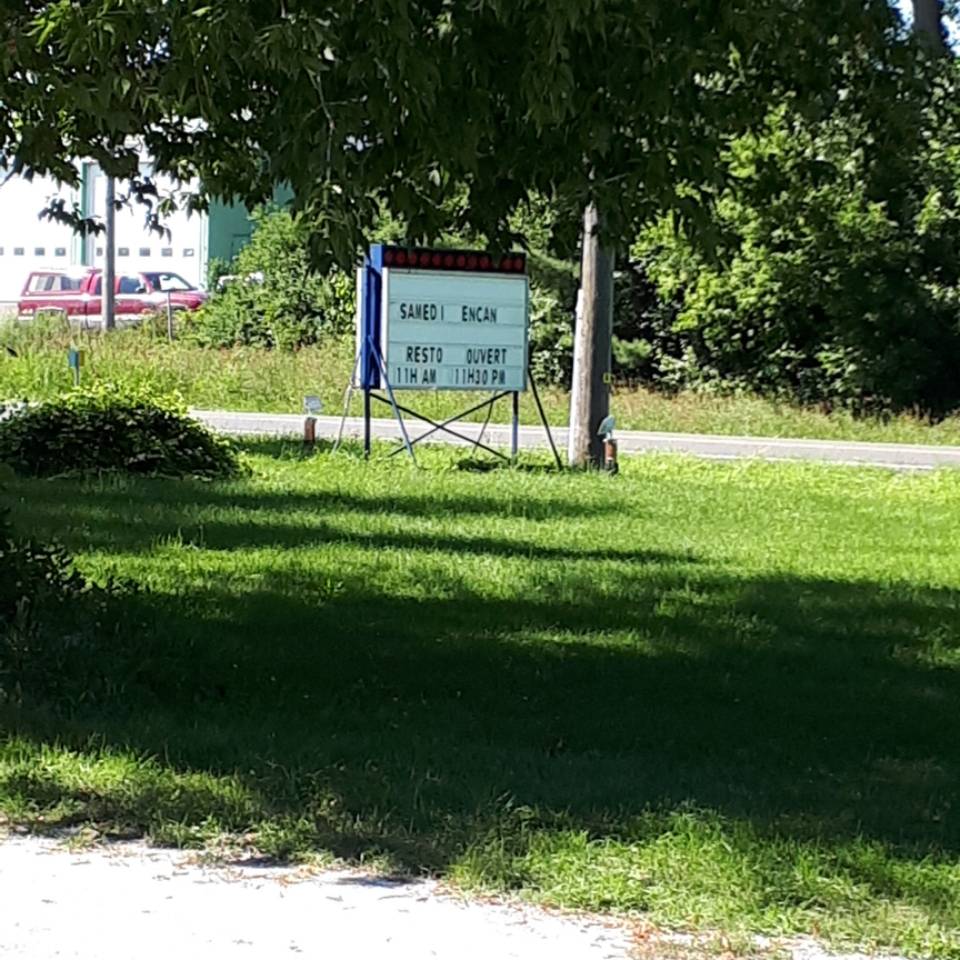 SAMEDI ENCAN
RESTO OUVERT
11H AM 11H30 PM